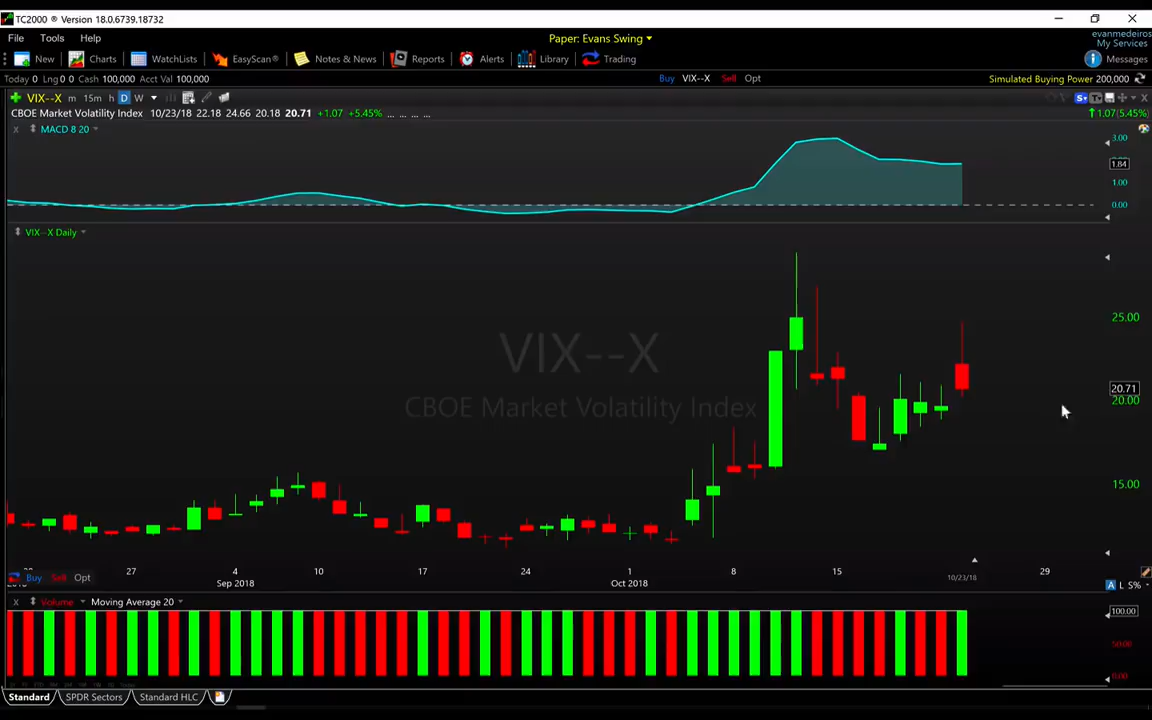 TC2000 ® Version 18.0.6739.18732
File Tools Help
Paper: Evans Swing
evanmedeiros
My Services
New Charts WatchLists EasyScan® Notes & News Reports Alerts Library Trading
Messages
Today 0 Lng 0 0 Cash 100,000 Acct Val 100,000
Buy VIX--X Sell Opt
Simulated Buying Power 200,000
VIX--X m 15m h D W
CBOE Market Volatility Index 10/23/18 22.18 24.66 20.18 20.71 +1.07 +5.45% ... ... ... ...
1.07(5.45%)
X MACD 8 20
3.00
1.84
1.00
0.00
VIX--X Daily
25.00
VIX--X
20.71
20.00
CBOE Market Volatility Index
15.00
27 10 17 24 1 8 15 29
Buy Sell Opt
Sep 2018 Oct 2018 10/23/18
A L S%
X Volume Moving Average 20
100.00
50.00
0.00
Standard SPDR Sectors Standard HLC